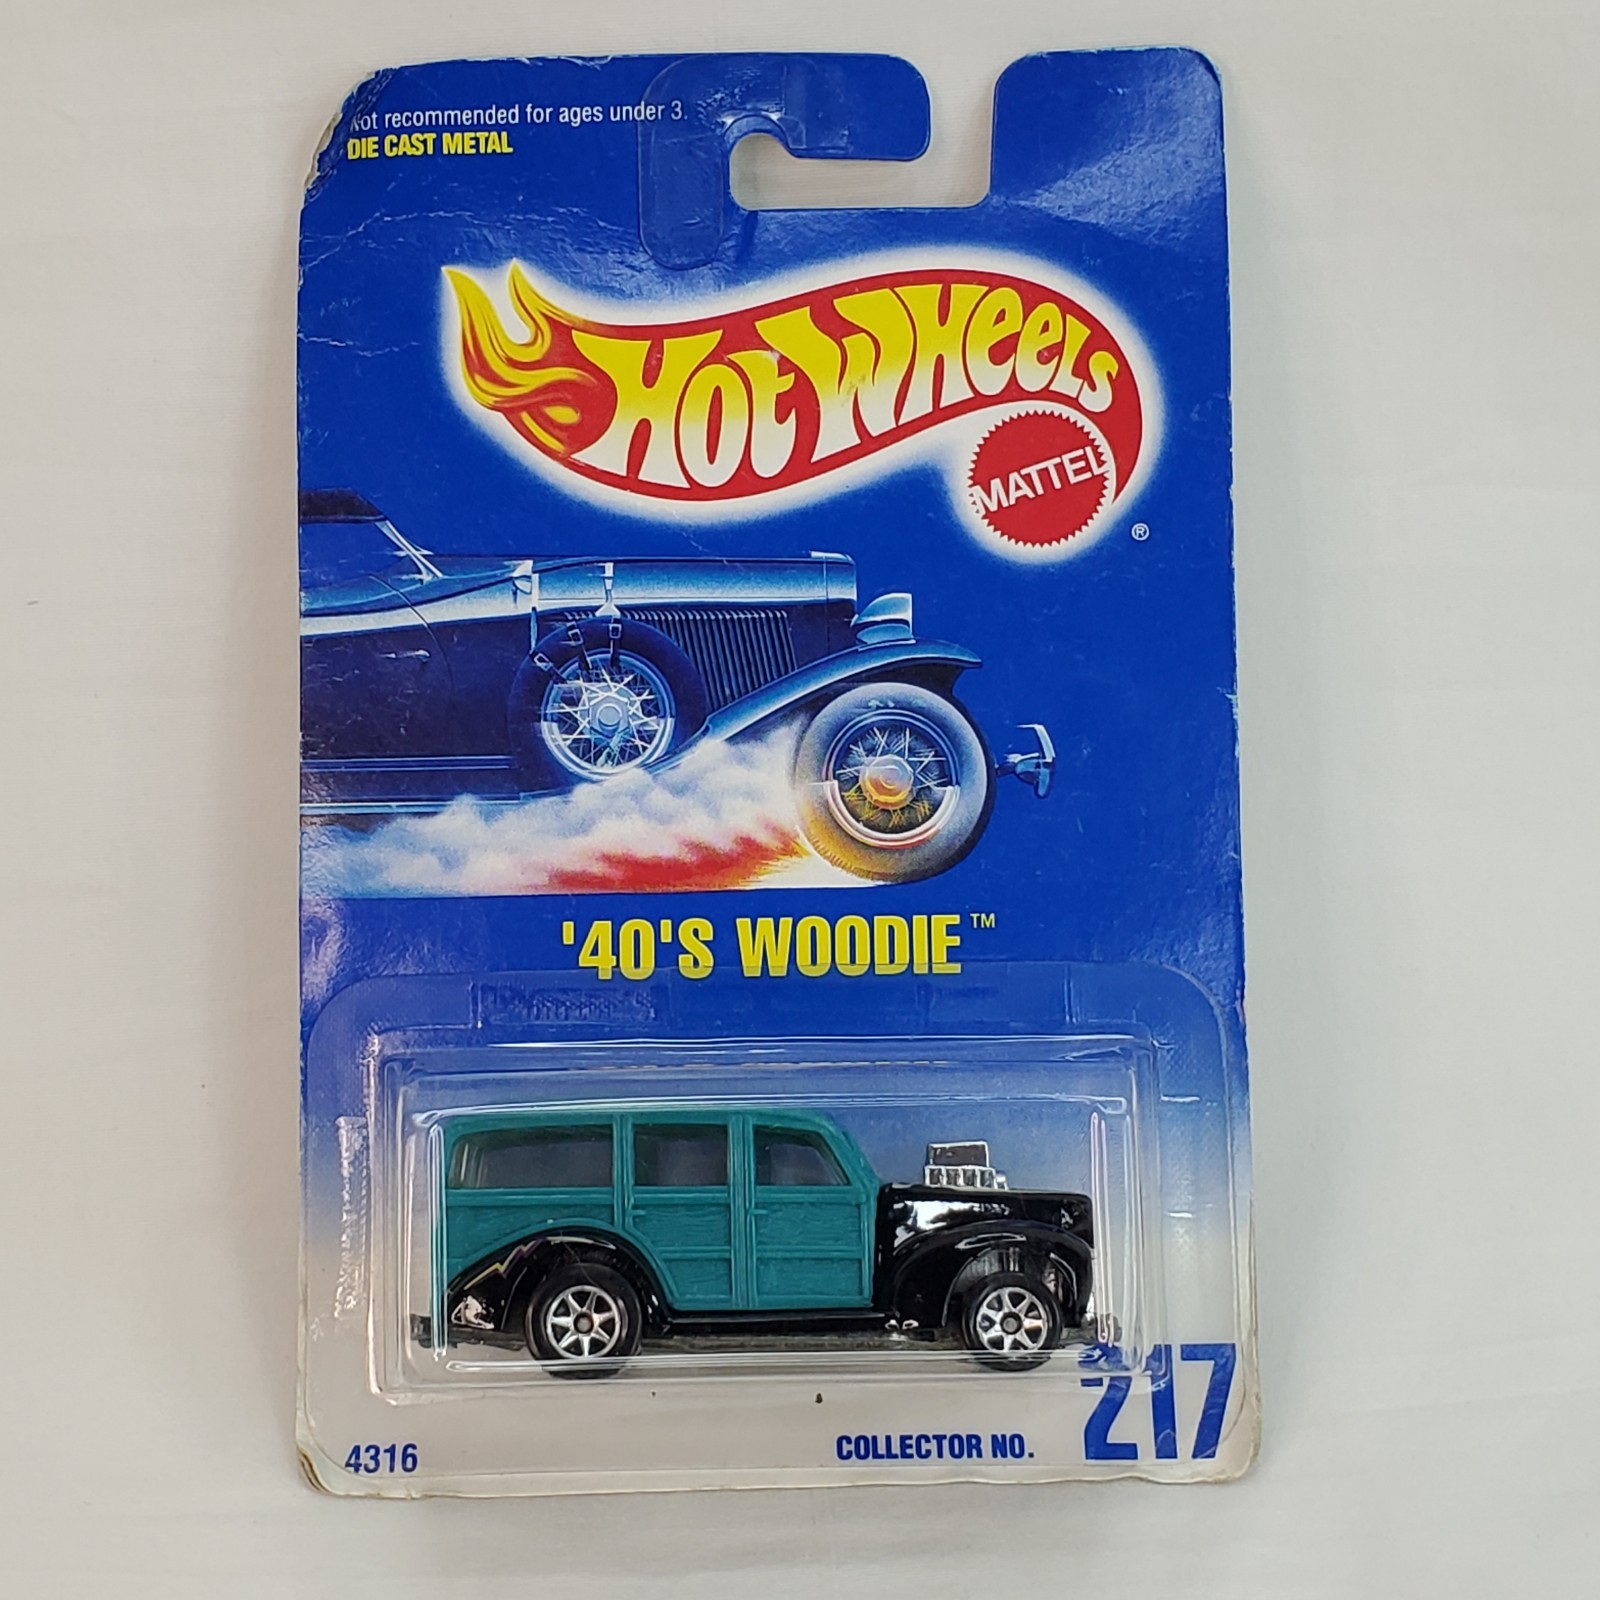 Not recommended for ages under 3.
DIE CAST METAL
HOT WHEELS
MATTEL
®
'40'S WOODIE™
4316
COLLECTOR NO. 217